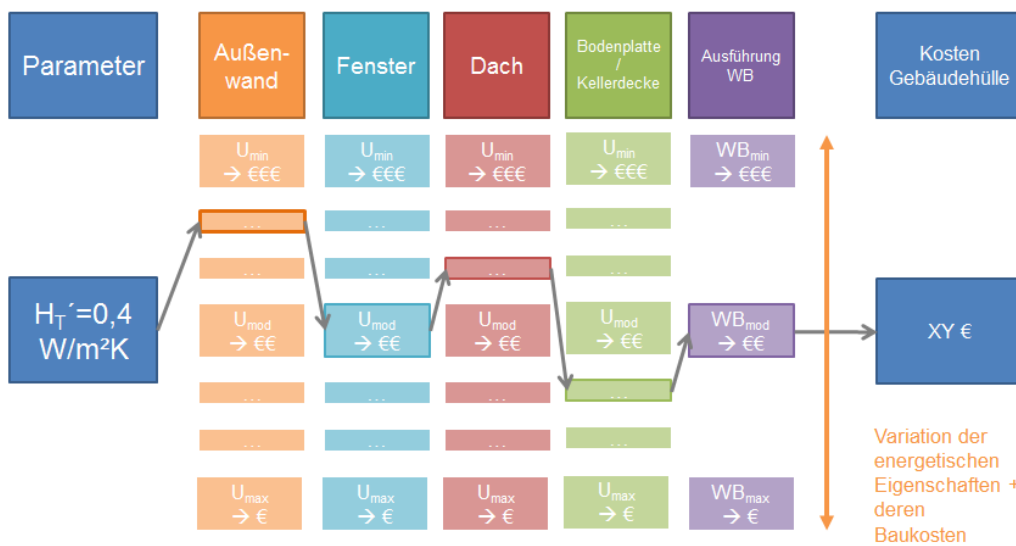 Parameter
Außen-
wand
Fenster
Dach
Bodenplatte
/
Kellerdecke
Ausführung
WB
Kosten
Gebäudehülle
Umin
→ €€€
Umin
→ €€€
Umin
→ €€€
Umin
→ €€€
WBmin
→ €€€
... ... ... ...
... ... ... ...
HT´=0,4
W/m²K
Umod
→ €€
Umod
→ €€
Umod
→ €€
Umod
→ €€
WBmod
→ €€
XY €
... ... ... ...
... ... ... ...
Umax
→ €
Umax
→ €
Umax
→ €
Umax
→ €
WBmax
→ €
Variation der
energetischen
Eigenschaften +
deren
Baukosten